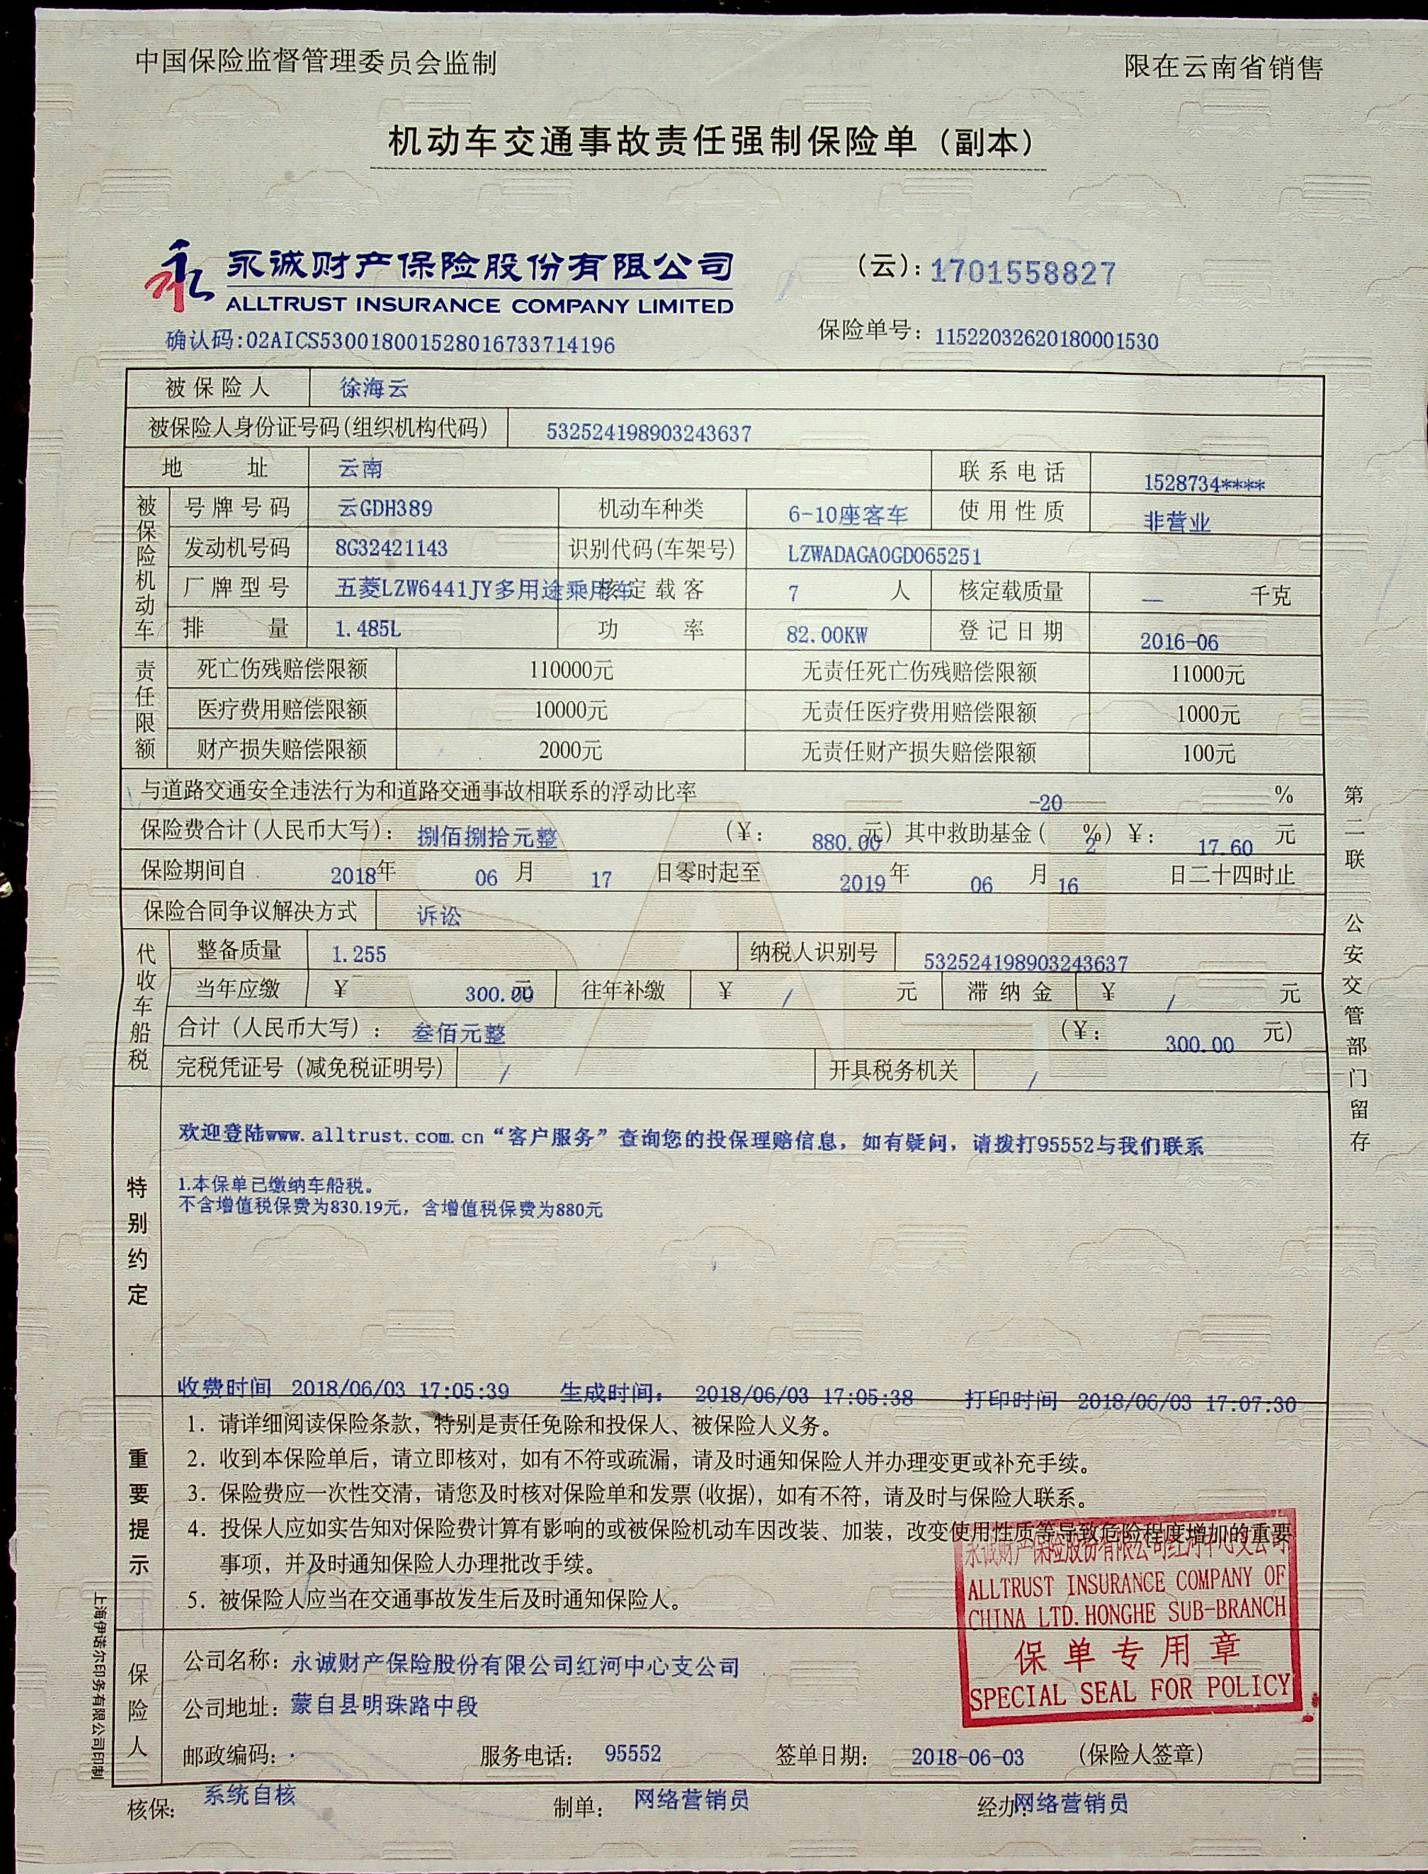 中国保险监督管理委员会监制 限在云南省销售
机动车交通事故责任强制保险单（副本）
永诚财产保险股份有限公司 (云): 1701558827
ALLTRUST INSURANCE COMPANY LIMITED
确认码:02AICS530018001528016733714196 保险单号: 11522032620180001530
被保险人 徐海云
被保险人身份证号码(组织机构代码) 532524198903243637
地 址 云南 联系电话 1528734****
被保险机动车
号牌号码 云GDH389 机动车种类 6-10座客车 使用性质 非营业
发动机号码 8G32421143 识别代码(车架号) LZWADAGA0GD065251
厂牌型号 五菱LZW6441JY多用途乘用车 核定载客 7 人 核定载质量 — 千克
排 量 1.485L 功 率 82.00KW 登记日期 2016-06
责任限额
死亡伤残赔偿限额 110000元 无责任死亡伤残赔偿限额 11000元
医疗费用赔偿限额 10000元 无责任医疗费用赔偿限额 1000元
财产损失赔偿限额 2000元 无责任财产损失赔偿限额 100元
与道路交通安全违法行为和道路交通事故相联系的浮动比率 -20 %
保险费合计(人民币大写): 捌佰捌拾元整 (¥: 880.00 元) 其中救助基金( 2 %) ¥: 17.60 元
保险期间自 2018 年 06 月 17 日零时起至 2019 年 06 月 16 日二十四时止
保险合同争议解决方式 诉讼
代收车船税
整备质量 1.255 纳税人识别号 532524198903243637
当年应缴 ¥ 300.00 元 往年补缴 ¥ / 元 滞纳金 ¥ / 元
合计(人民币大写): 叁佰元整 (¥: 300.00 元)
完税凭证号(减免税证明号) / 开具税务机关 /
特别约定
欢迎登陆www.alltrust.com.cn“客户服务”查询您的投保理赔信息，如有疑问，请拨打95552与我们联系
1.本保单已缴纳车船税。
不含增值税保费为830.19元，含增值税保费为880元
收费时间 2018/06/03 17:05:39 生成时间: 2018/06/03 17:05:38 打印时间 2018/06/03 17:07:30
重要提示
1. 请详细阅读保险条款，特别是责任免除和投保人、被保险人义务。
2. 收到本保险单后，请立即核对，如有不符或疏漏，请及时通知保险人并办理变更或补充手续。
3. 保险费应一次性交清，请您及时核对保险单和发票(收据)，如有不符，请及时与保险人联系。
4. 投保人应如实告知对保险费计算有影响的或被保险机动车因改装、加装，改变使用性质等导致危险程度增加的重要
事项，并及时通知保险人办理批改手续。
5. 被保险人应当在交通事故发生后及时通知保险人。
永诚财产保险股份有限公司红河中心支公司
ALLTRUST INSURANCE COMPANY OF
CHINA LTD. HONGHE SUB-BRANCH
保单专用章
SPECIAL SEAL FOR POLICY
保险人
公司名称: 永诚财产保险股份有限公司红河中心支公司
公司地址: 蒙自县明珠路中段
邮政编码: 服务电话: 95552 签单日期: 2018-06-03 (保险人签章)
核保: 系统自核 制单: 网络营销员 经办: 网络营销员
第二联 公安交管部门留存
上海伊诺尔印务有限公司印制